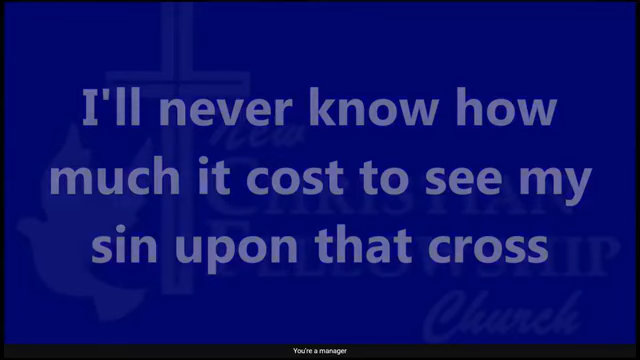 I'll never know how
much it cost to see my
sin upon that cross
New
CHRISTIAN
FELLOWSHIP
Church
You're a manager